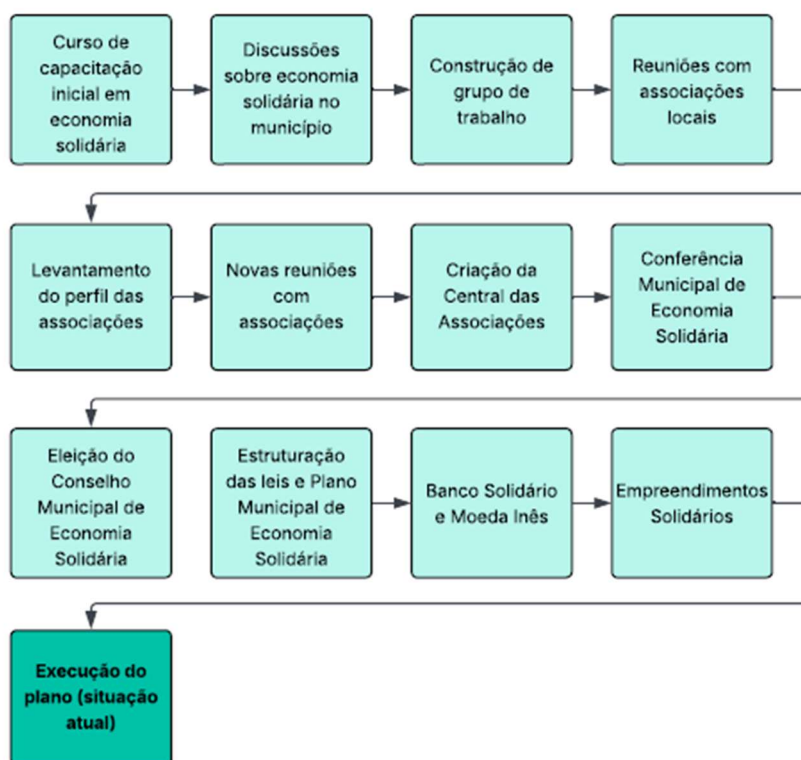 Curso de
capacitação
inicial em
economia
solidária
Discussões
sobre economia
solidária no
município
Construção de
grupo de
trabalho
Reuniões com
associações
locais
Levantamento
do perfil das
associações
Novas reuniões
com
associações
Criação da
Central das
Associações
Conferência
Municipal de
Economia
Solidária
Eleição do
Conselho
Municipal de
Economia
Solidária
Estruturação
das leis e Plano
Municipal de
Economia
Solidária
Banco Solidário
e Moeda Inês
Empreendimentos
Solidários
Execução do
plano (situação
atual)